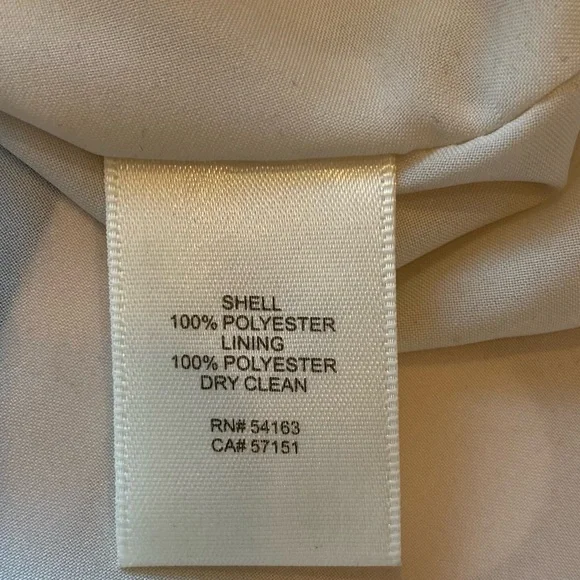 SHELL
100% POLYESTER
LINING
100% POLYESTER
DRY CLEAN
RN# 54163
CA# 57151